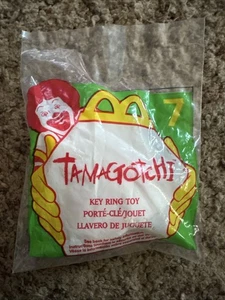 7
TAMAGOTCHI
KEY RING TOY
PORTE-CLÉ/JOUET
LLAVERO DE JUGUETE